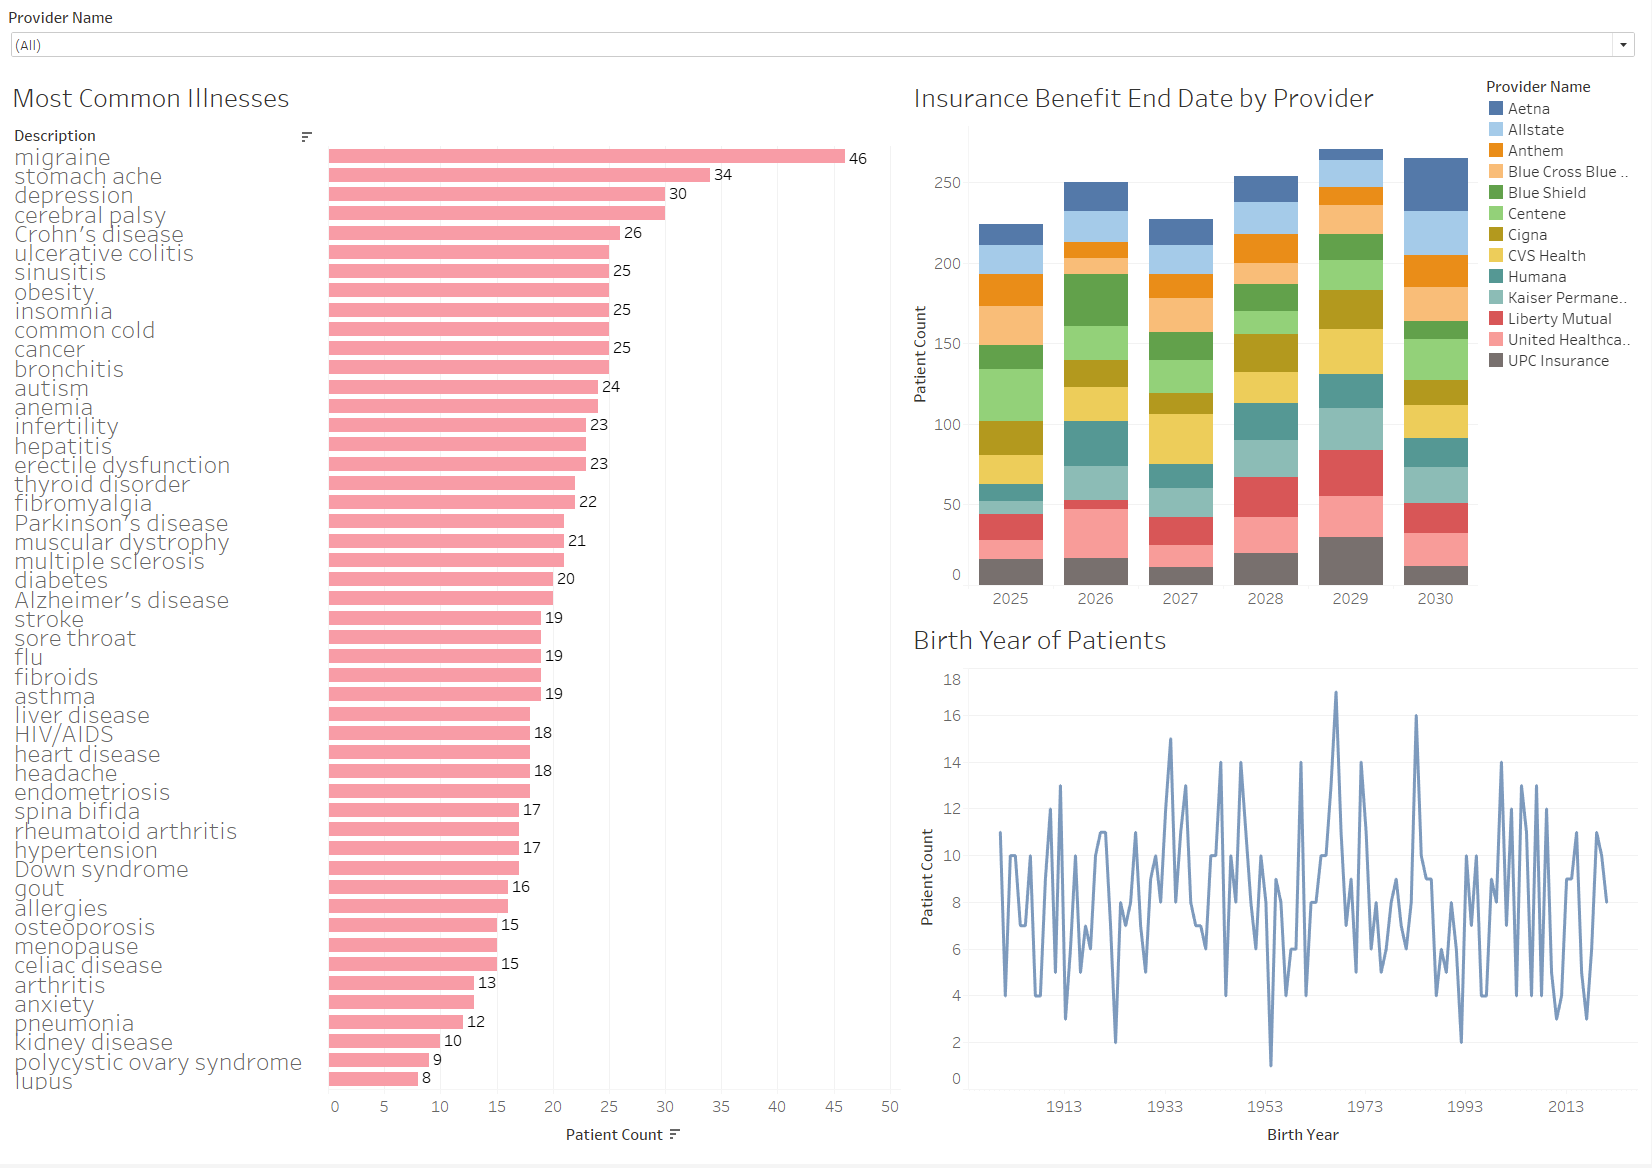 Provider Name
(All)
Most Common Illnesses
Description
migraine 46
stomach ache 34
depression 30
cerebral palsy
Crohn's disease 26
ulcerative colitis
sinusitis 25
obesity
insomnia 25
common cold
cancer 25
bronchitis
autism 24
anemia
infertility 23
hepatitis
erectile dysfunction 23
thyroid disorder
fibromyalgia 22
Parkinson's disease
muscular dystrophy 21
multiple sclerosis
diabetes 20
Alzheimer's disease
stroke 19
sore throat
flu 19
fibroids
asthma 19
liver disease
HIV/AIDS 18
heart disease
headache 18
endometriosis
spina bifida 17
rheumatoid arthritis
hypertension 17
Down syndrome
gout 16
allergies
osteoporosis 15
menopause
celiac disease 15
arthritis 13
anxiety
pneumonia 12
kidney disease 10
polycystic ovary syndrome 9
lupus 8
0 5 10 15 20 25 30 35 40 45 50
Patient Count
Insurance Benefit End Date by Provider
Patient Count
250
200
150
100
50
0
2025 2026 2027 2028 2029 2030
Provider Name
Aetna
Allstate
Anthem
Blue Cross Blue ..
Blue Shield
Centene
Cigna
CVS Health
Humana
Kaiser Permane..
Liberty Mutual
United Healthca..
UPC Insurance
Birth Year of Patients
Patient Count
18
16
14
12
10
8
6
4
2
0
1913 1933 1953 1973 1993 2013
Birth Year